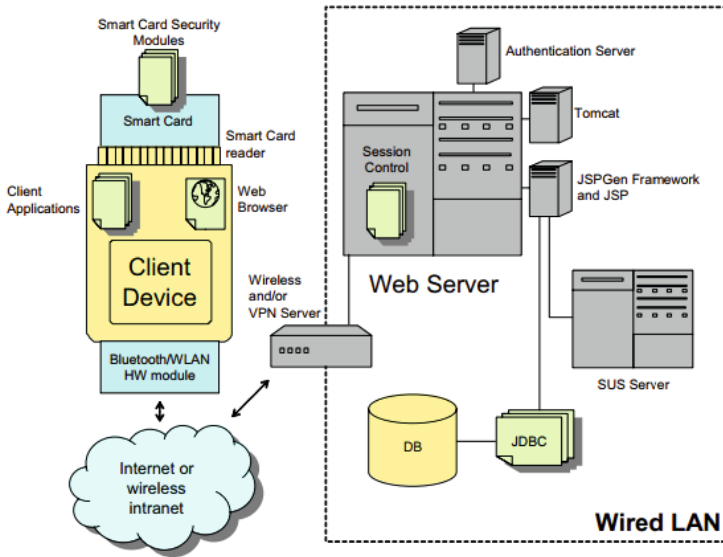 Smart Card Security
Modules
Smart Card
Smart Card
reader
Client
Applications
Web
Browser
Client
Device
Bluetooth/WLAN
HW module
Internet or
wireless
intranet
Wireless
and/or
VPN Server
Authentication Server
Tomcat
Session
Control
JSPGen Framework
and JSP
Web Server
SUS Server
DB
JDBC
Wired LAN